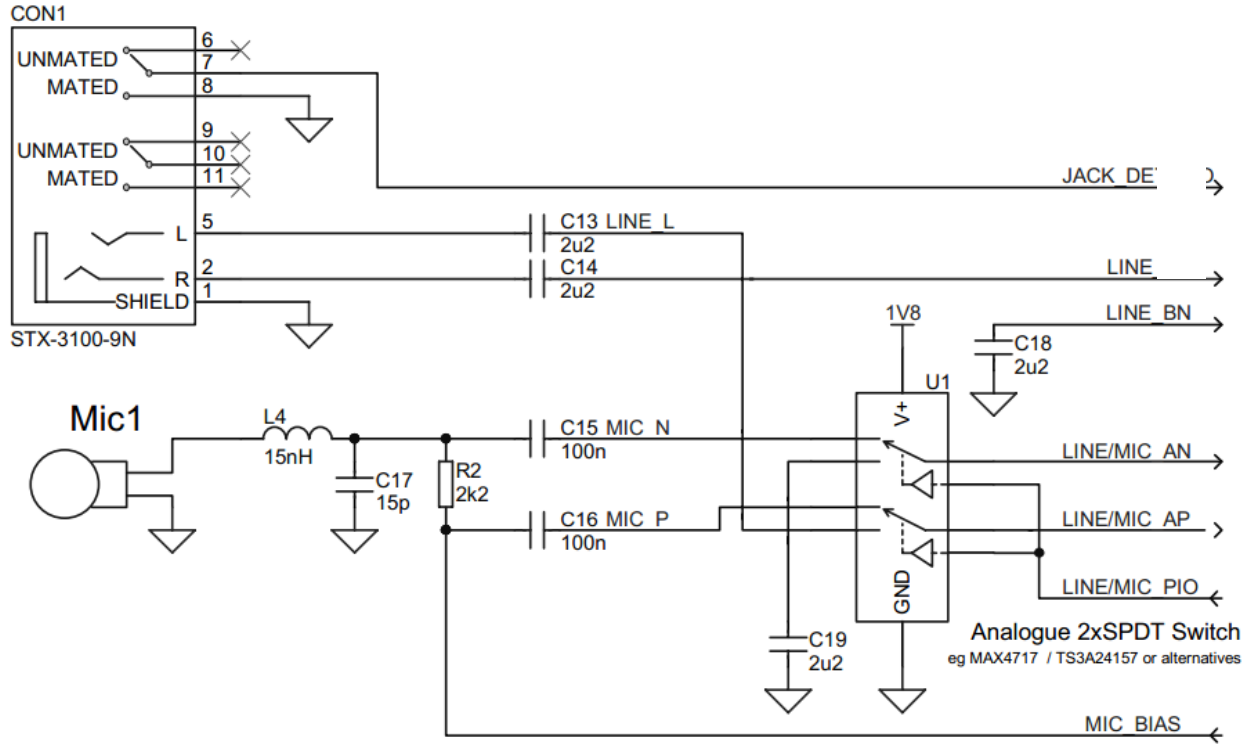 CON1
UNMATED
MATED
6
7
8
UNMATED
MATED
9
10
11
JACK_DE
L
5
C13 LINE_L
2u2
R
2
C14
2u2
LINE_
SHIELD
1
STX-3100-9N
LINE_BN
1V8
C18
2u2
U1
V+
Mic1
L4
15nH
C17
15p
R2
2k2
C15 MIC_N
100n
C16 MIC_P
100n
LINE/MIC_AN
LINE/MIC_AP
LINE/MIC_PIO
GND
C19
2u2
Analogue 2xSPDT Switch
eg MAX4717 / TS3A24157 or alternatives
MIC_BIAS